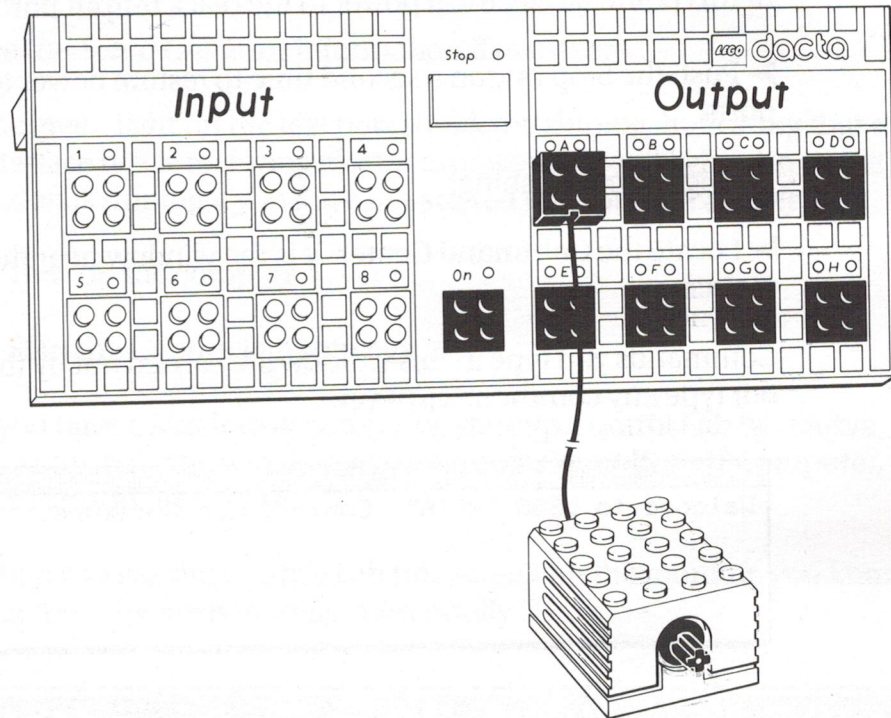 Stop
LEGO dacta
Input
Output
1 2 3 4
A B C D
5 6 7 8
On
E F G H